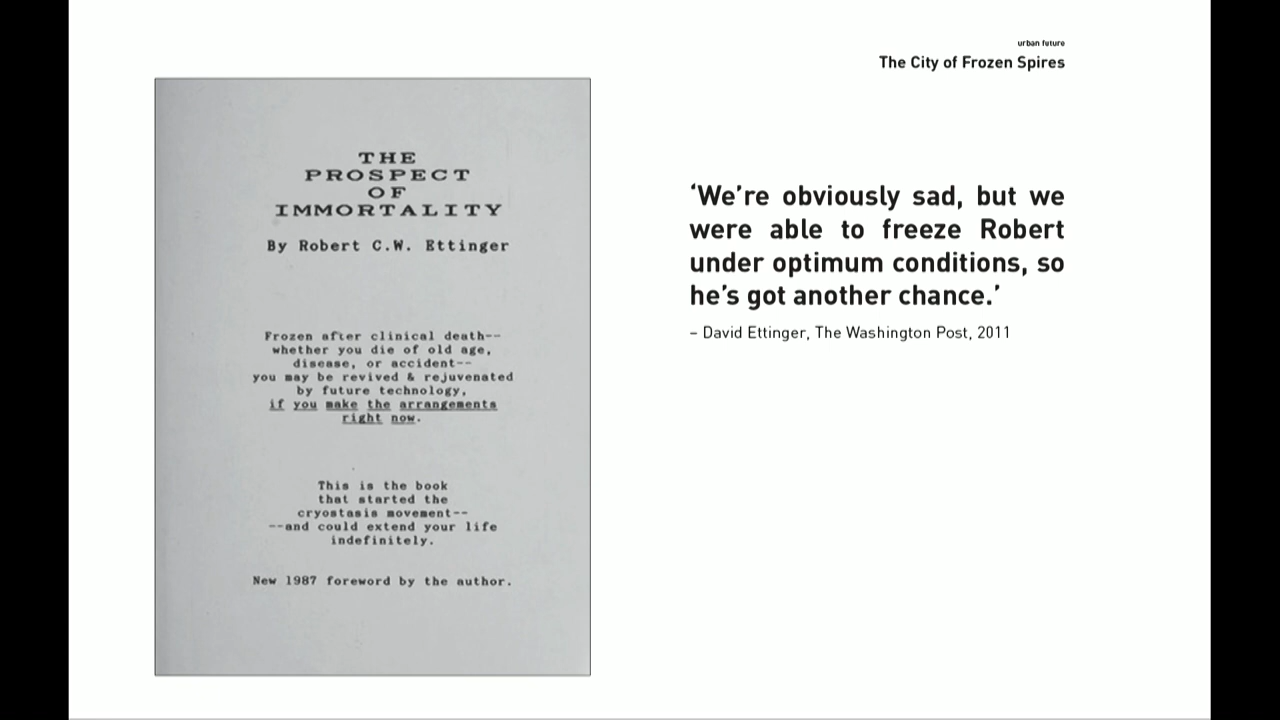 urban future
The City of Frozen Spires
THE
PROSPECT
OF
IMMORTALITY
By Robert C.W. Ettinger
Frozen after clinical death--
whether you die of old age,
disease, or accident--
you may be revived & rejuvenated
by future technology,
if you make the arrangements
right now.
This is the book
that started the
cryostasis movement--
--and could extend your life
indefinitely.
New 1987 foreword by the author.
‘We’re obviously sad, but we
were able to freeze Robert
under optimum conditions, so
he’s got another chance.’
– David Ettinger, The Washington Post, 2011